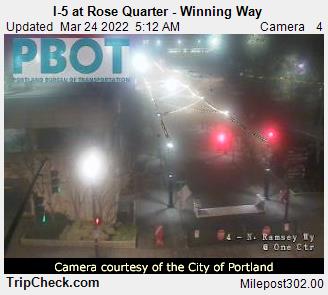 I-5 at Rose Quarter - Winning Way
Updated Mar 24 2022 5:12 AM Camera 4
PBOT
PORTLAND BUREAU OF TRANSPORTATION
4 - N. Ramsey Wy
@ One Ctr
Camera courtesy of the City of Portland
TripCheck.com Milepost302.00